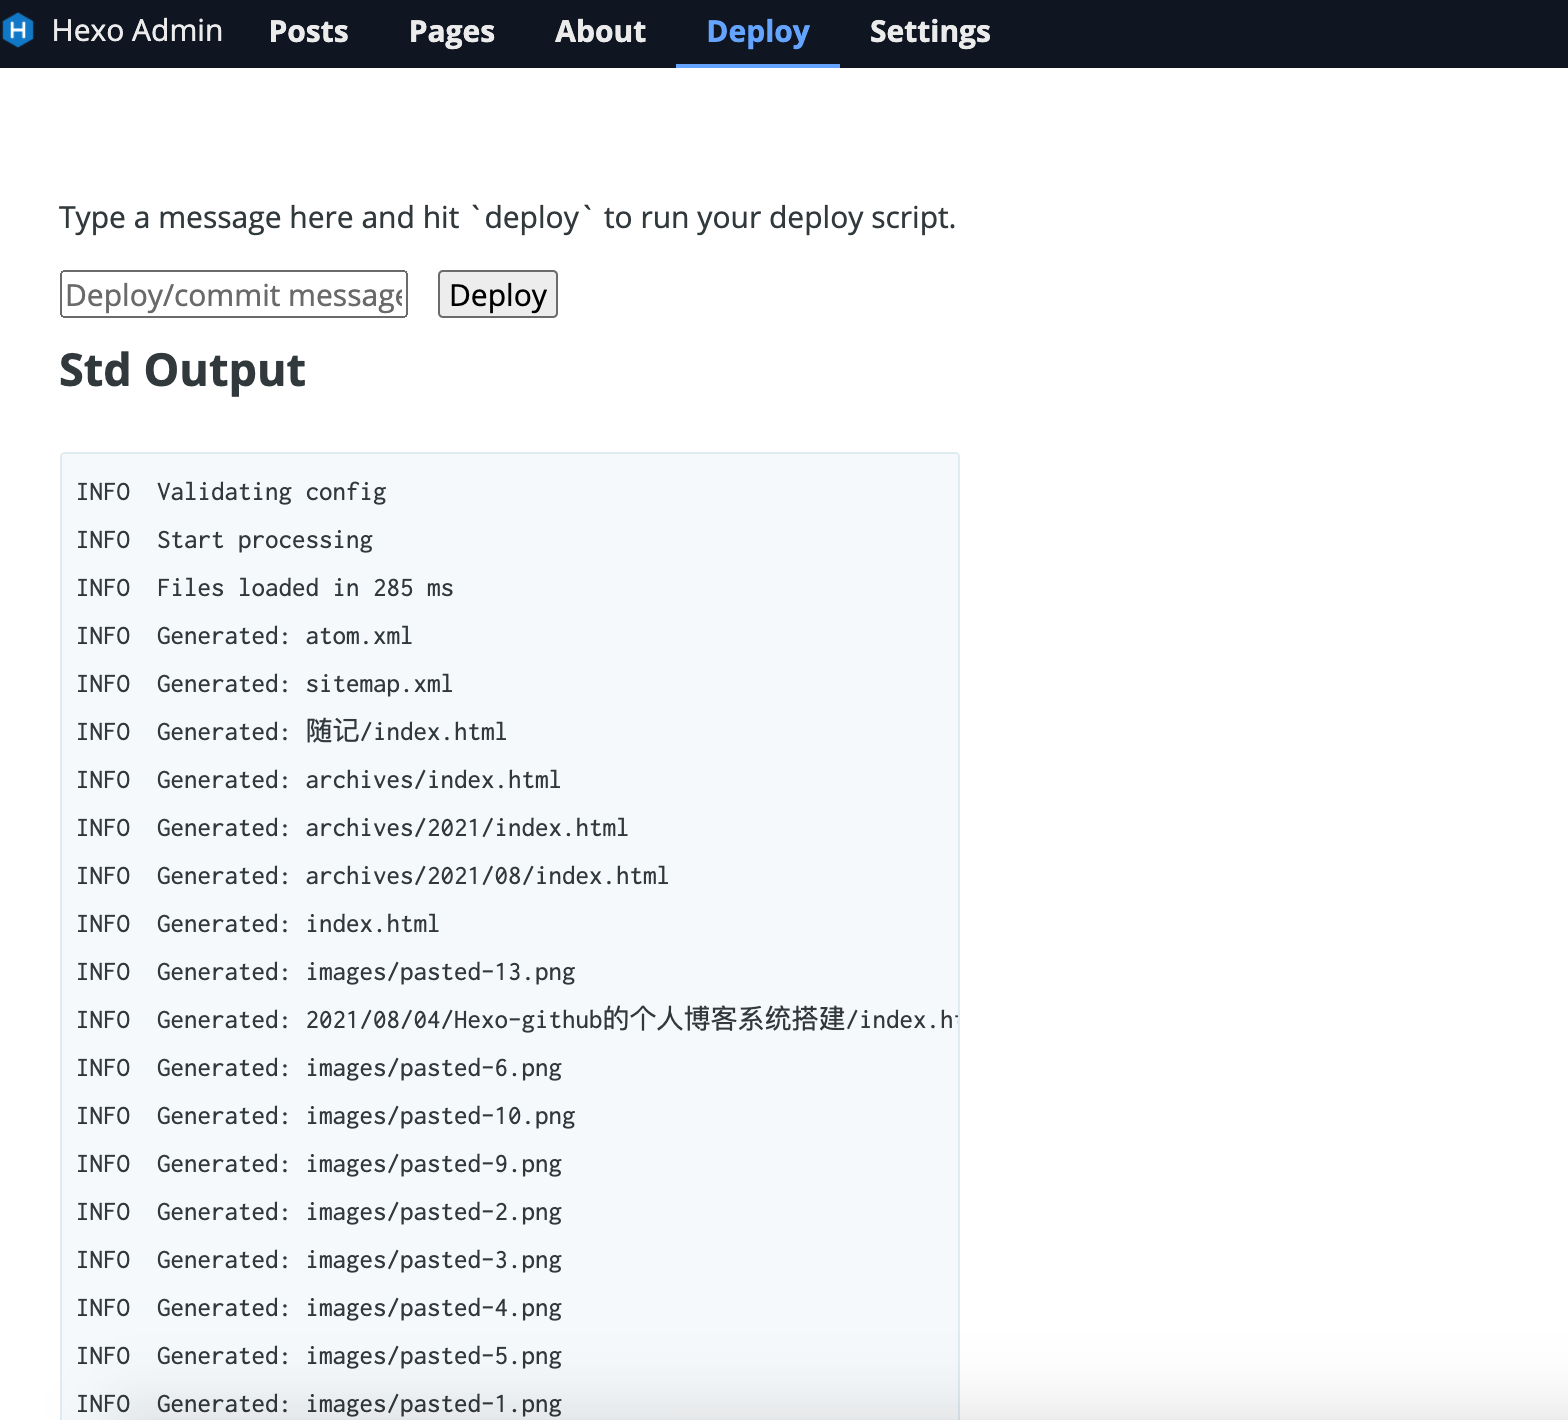 Hexo Admin Posts Pages About Deploy Settings
Type a message here and hit `deploy` to run your deploy script.
Deploy/commit message Deploy
Std Output
INFO  Validating config
INFO  Start processing
INFO  Files loaded in 285 ms
INFO  Generated: atom.xml
INFO  Generated: sitemap.xml
INFO  Generated: 随记/index.html
INFO  Generated: archives/index.html
INFO  Generated: archives/2021/index.html
INFO  Generated: archives/2021/08/index.html
INFO  Generated: index.html
INFO  Generated: images/pasted-13.png
INFO  Generated: 2021/08/04/Hexo-github的个人博客系统搭建/index.h
INFO  Generated: images/pasted-6.png
INFO  Generated: images/pasted-10.png
INFO  Generated: images/pasted-9.png
INFO  Generated: images/pasted-2.png
INFO  Generated: images/pasted-3.png
INFO  Generated: images/pasted-4.png
INFO  Generated: images/pasted-5.png
INFO  Generated: images/pasted-1.png